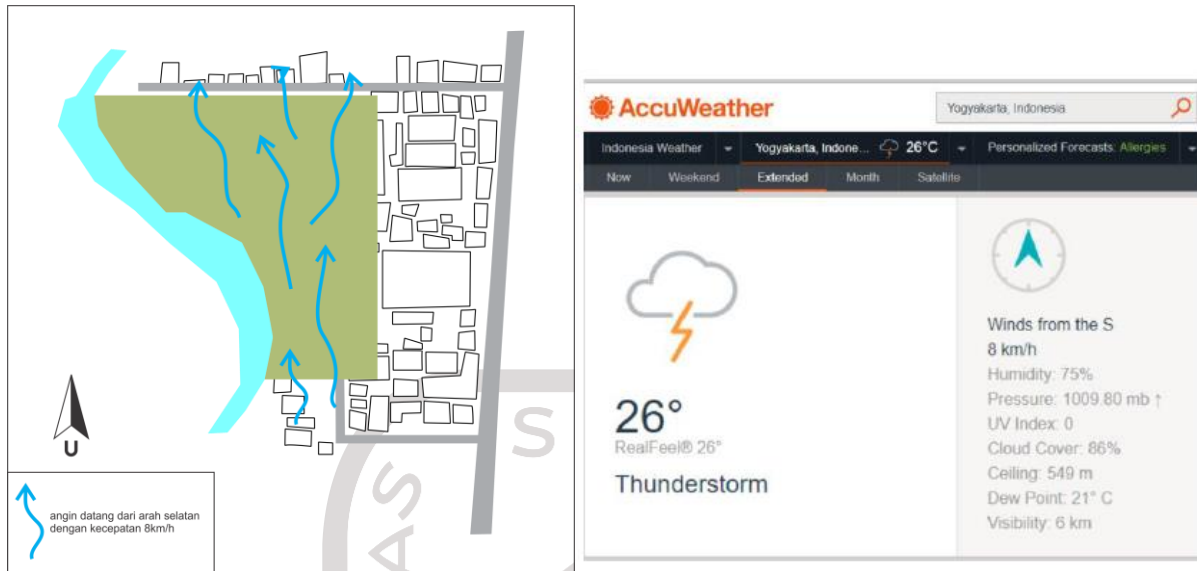 U
angin datang dari arah selatan
dengan kecepatan 8km/h
S
AS
AccuWeather
Yogyakarta, Indonesia
Indonesia Weather
Yogyakarta, Indone... 26°C
Personalized Forecasts: Allergies
Now Weekend Extended Month Satellite
26°
RealFeel® 26°
Thunderstorm
Winds from the S
8 km/h
Humidity: 75%
Pressure: 1009.80 mb ↑
UV Index: 0
Cloud Cover: 86%
Ceiling: 549 m
Dew Point: 21° C
Visibility: 6 km